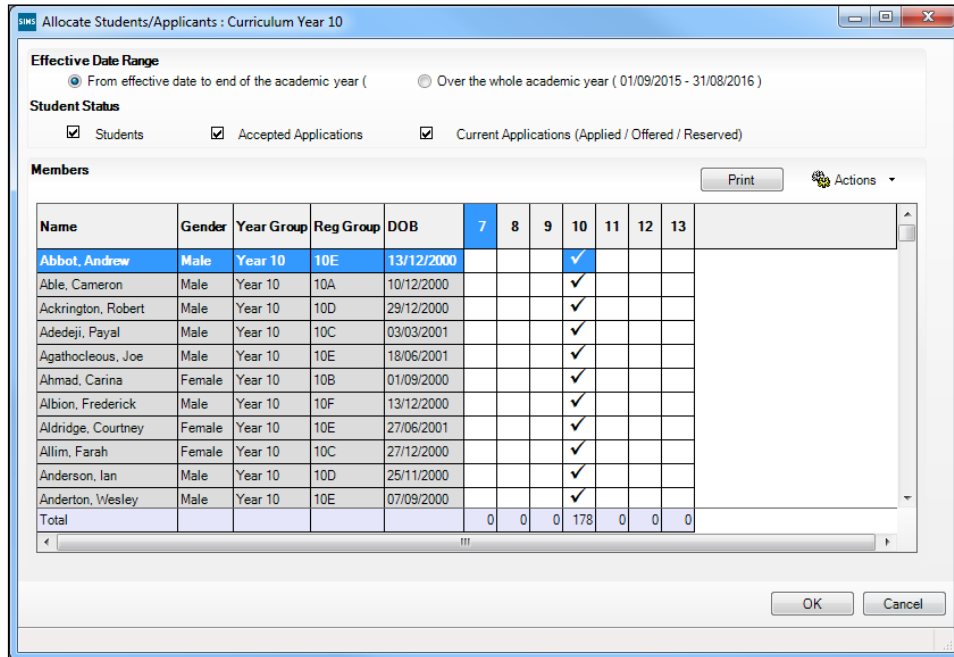 SIMS Allocate Students/Applicants : Curriculum Year 10
Effective Date Range
From effective date to end of the academic year ( Over the whole academic year ( 01/09/2015 - 31/08/2016 )
Student Status
Students Accepted Applications Current Applications (Applied / Offered / Reserved)
Members
Print Actions
Name Gender Year Group Reg Group DOB 7 8 9 10 11 12 13
Abbot, Andrew Male Year 10 10E 13/12/2000
Able, Cameron Male Year 10 10A 10/12/2000
Ackrington, Robert Male Year 10 10D 29/12/2000
Adedeji, Payal Male Year 10 10C 03/03/2001
Agathocleous, Joe Male Year 10 10E 18/06/2001
Ahmad, Carina Female Year 10 10B 01/09/2000
Albion, Frederick Male Year 10 10F 13/12/2000
Aldridge, Courtney Female Year 10 10E 27/06/2001
Allim, Farah Female Year 10 10C 27/12/2000
Anderson, Ian Male Year 10 10D 25/11/2000
Anderton, Wesley Male Year 10 10E 07/09/2000
Total 0 0 0 178 0 0 0
OK Cancel